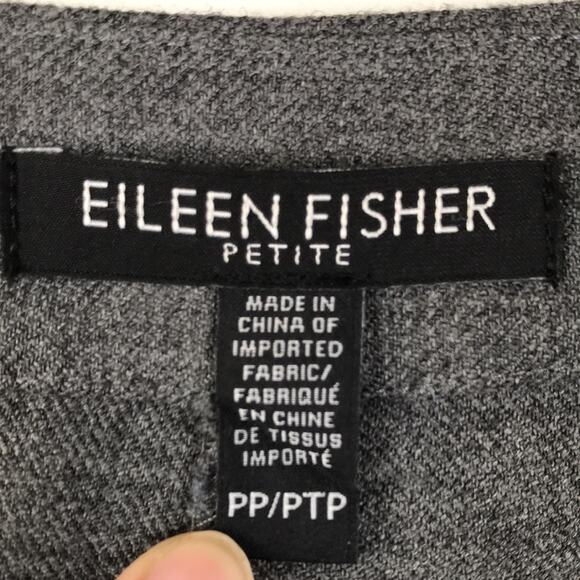 EILEEN FISHER
PETITE
MADE IN
CHINA OF
IMPORTED
FABRIC/
FABRIQUÉ
EN CHINE
DE TISSUS
IMPORTÉ
PP/PTP